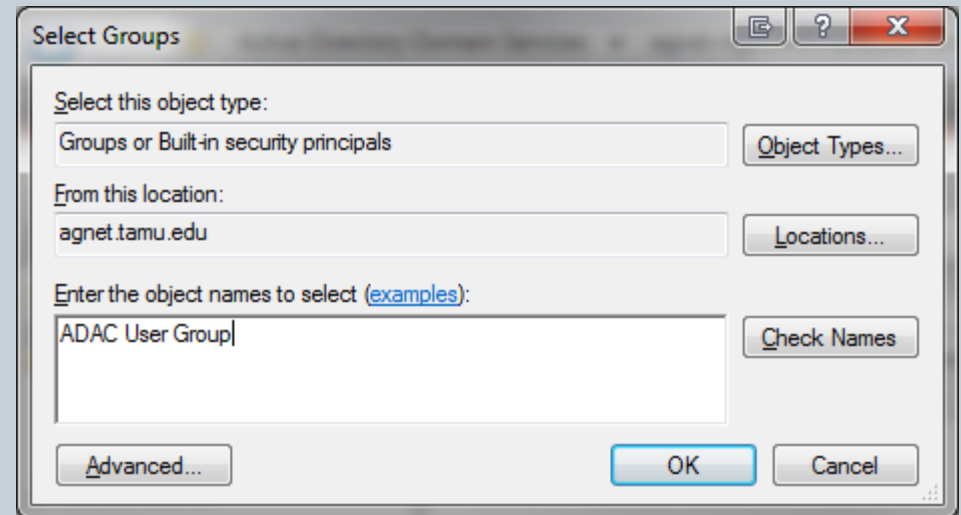 Select Groups
Select this object type:
Groups or Built-in security principals
Object Types...
From this location:
agnet.tamu.edu
Locations...
Enter the object names to select (examples):
ADAC User Group
Check Names
Advanced...
OK
Cancel